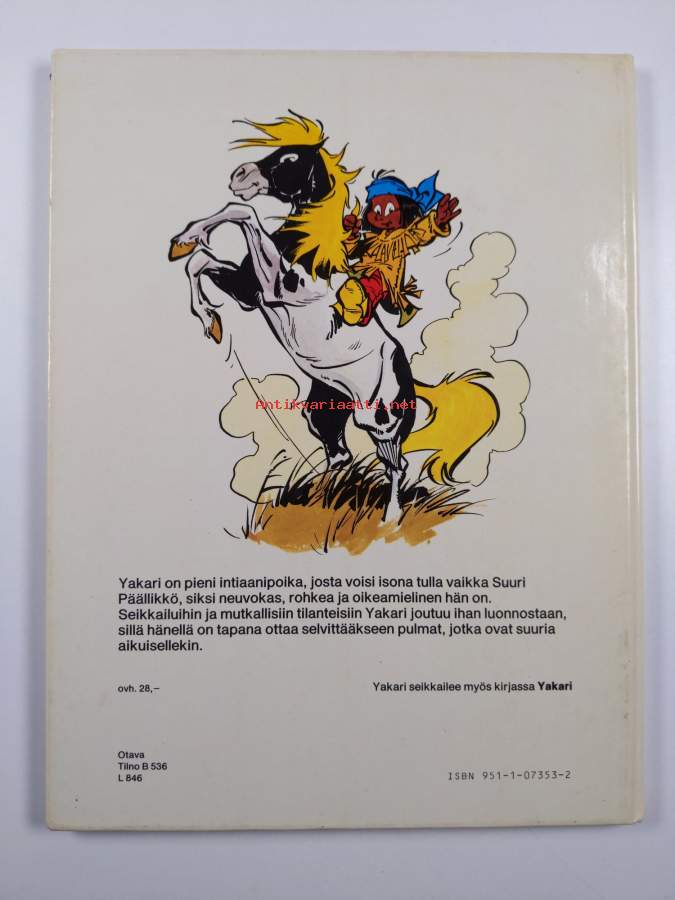 Antikvariaatti.net
Yakari on pieni intiaanipoika, josta voisi isona tulla vaikka Suuri
Päällikkö, siksi neuvokas, rohkea ja oikeamielinen hän on.
Seikkailuihin ja mutkallisiin tilanteisiin Yakari joutuu ihan luonnostaan,
sillä hänellä on tapana ottaa selvittääkseen pulmat, jotka ovat suuria
aikuisellekin.
ovh. 28,–
Yakari seikkailee myös kirjassa Yakari
Otava
Tilno B 536
L 846
ISBN 951-1-07353-2